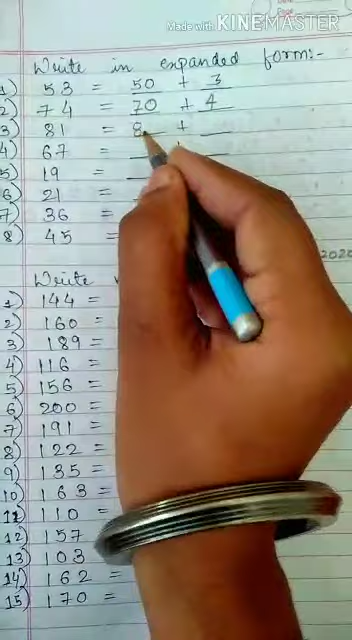 Made with KINEMASTER
Date
Write in expanded form:-
1) 53 = 50 + 3
2) 74 = 70 + 4
3) 81 = 8 +
4) 67 =
5) 19 =
6) 21 =
7) 36 =
8) 45 =
2020
Write
1) 144 =
2) 160 =
3) 189 =
4) 116 =
5) 156 =
6) 200 =
7) 191 =
8) 122 =
9) 135 =
10) 163 =
11) 110 =
12) 157 =
13) 103 =
14) 162 =
15) 170 =